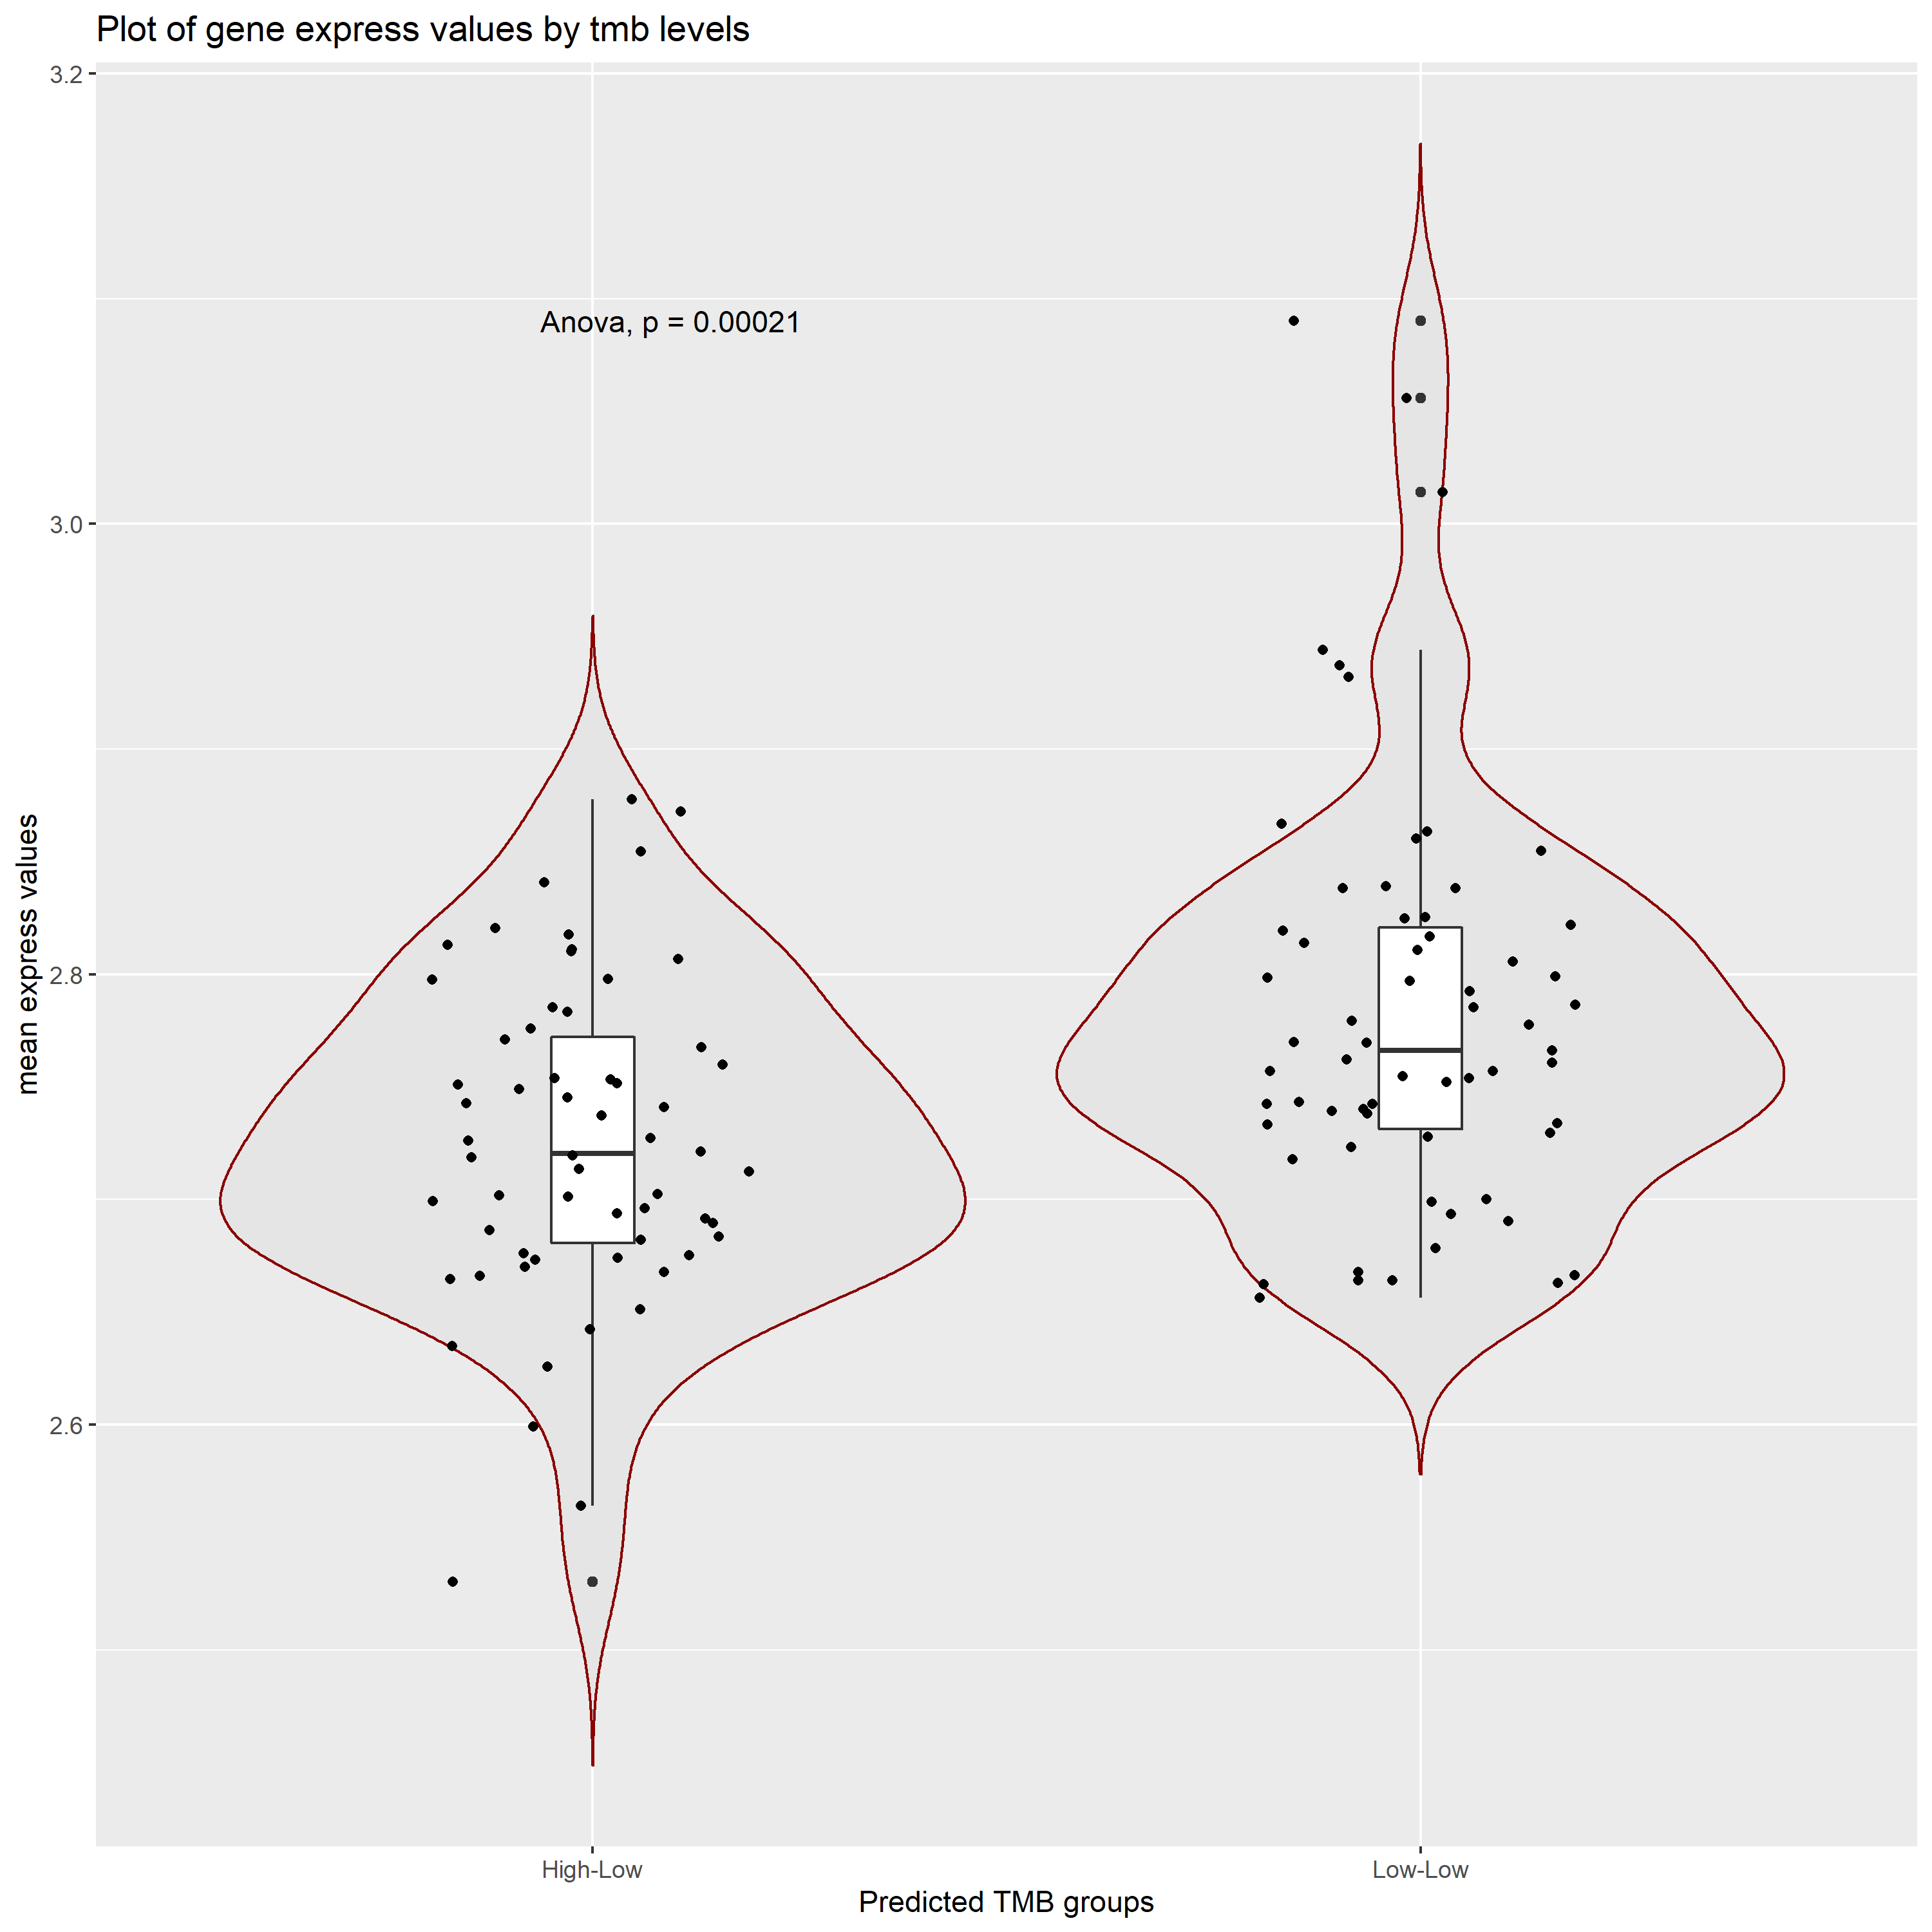 Plot of gene express values by tmb levels
3.2
Anova, p = 0.00021
3.0
mean express values
2.8
2.6
High-Low
Low-Low
Predicted TMB groups